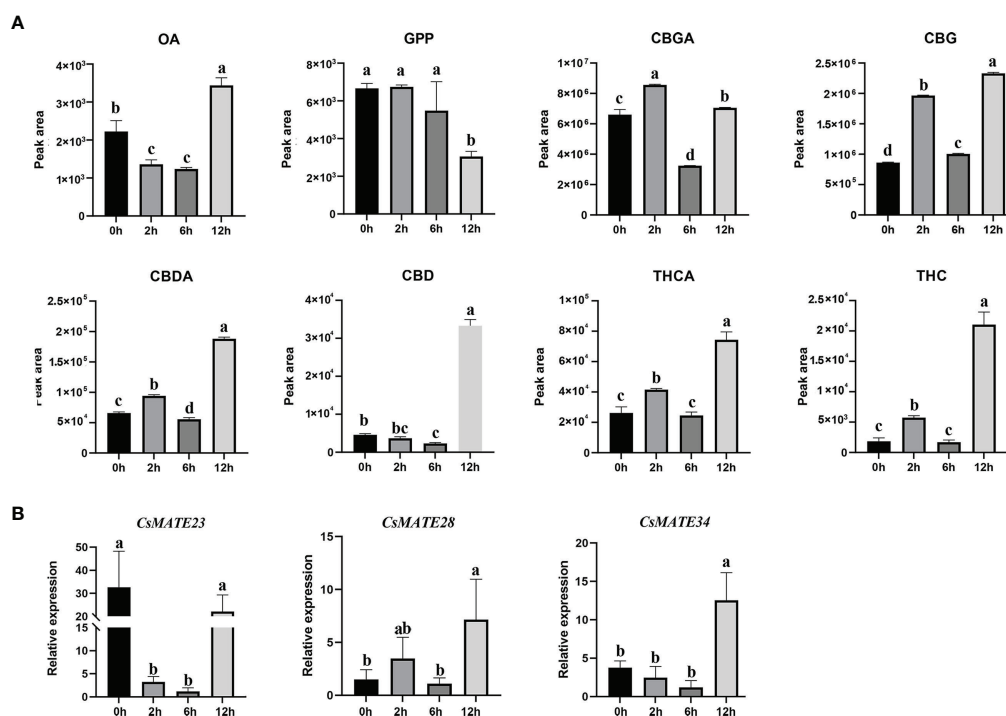 A
OA
Peak area
4×10³
3×10³
2×10³
1×10³
0
b
c
c
a
0h 2h 6h 12h
GPP
Peak area
8×10³
6×10³
4×10³
2×10³
0
a
a
a
b
0h 2h 6h 12h
CBGA
Peak area
1×10⁷
8×10⁶
6×10⁶
4×10⁶
2×10⁶
0
c
a
d
b
0h 2h 6h 12h
CBG
Peak area
2.5×10⁶
2×10⁶
2×10⁶
1×10⁶
5×10⁵
0
d
b
c
a
0h 2h 6h 12h
CBDA
Peak area
2.5×10⁵
2×10⁵
1.5×10⁵
1×10⁵
5×10⁴
0
c
b
d
a
0h 2h 6h 12h
CBD
Peak area
4×10⁴
3×10⁴
2×10⁴
1×10⁴
0
b
bc
c
a
0h 2h 6h 12h
THCA
Peak area
1×10⁵
8×10⁴
6×10⁴
4×10⁴
2×10⁴
0
c
b
c
a
0h 2h 6h 12h
THC
Peak area
2.5×10⁴
2×10⁴
2×10⁴
1×10⁴
5×10³
0
c
b
c
a
0h 2h 6h 12h
B
CsMATE23
Relative expression
50
40
30
20
15
10
5
0
a
b
b
a
0h 2h 6h 12h
CsMATE28
Relative expression
15
10
5
0
b
ab
b
a
0h 2h 6h 12h
CsMATE34
Relative expression
20
15
10
5
0
b
b
b
a
0h 2h 6h 12h